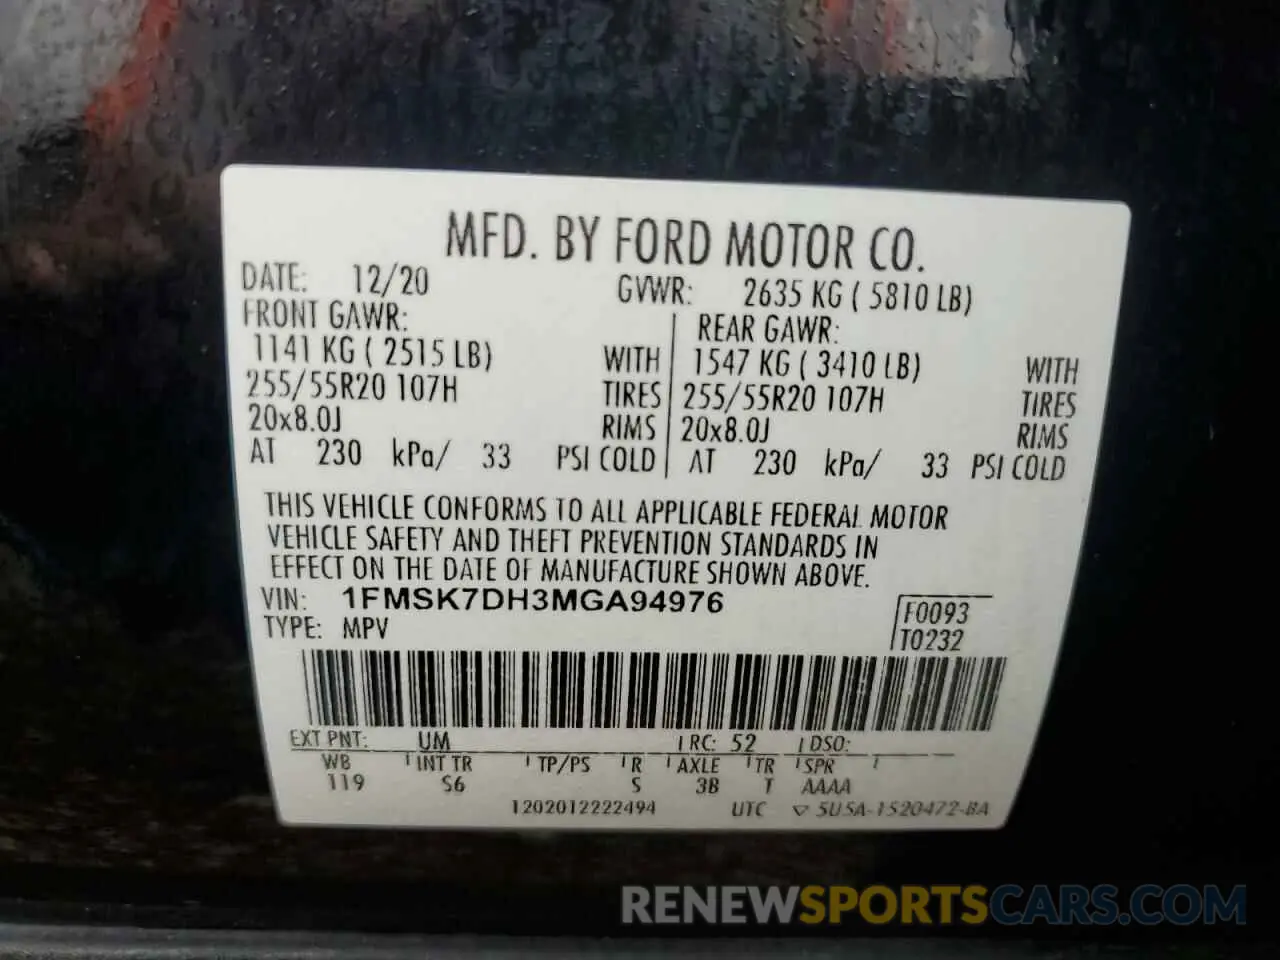 MFD. BY FORD MOTOR CO.
DATE: 12/20 GVWR: 2635 KG ( 5810 LB)
FRONT GAWR: REAR GAWR:
1141 KG ( 2515 LB) WITH 1547 KG ( 3410 LB) WITH
255/55R20 107H TIRES 255/55R20 107H TIRES
20x8.0J RIMS 20x8.0J RIMS
AT 230 kPa/ 33 PSI COLD AT 230 kPa/ 33 PSI COLD
THIS VEHICLE CONFORMS TO ALL APPLICABLE FEDERAL MOTOR
VEHICLE SAFETY AND THEFT PREVENTION STANDARDS IN
EFFECT ON THE DATE OF MANUFACTURE SHOWN ABOVE.
VIN: 1FMSK7DH3MGA94976 F0093
TYPE: MPV T0232
EXT PNT: UM RC: 52 DSO:
WB INT TR TP/PS R AXLE TR SPR
119 S6 S 3B T AAAA
1202012222494 UTC 5U5A-1520472-BA
RENEWSPORTSCARS.COM